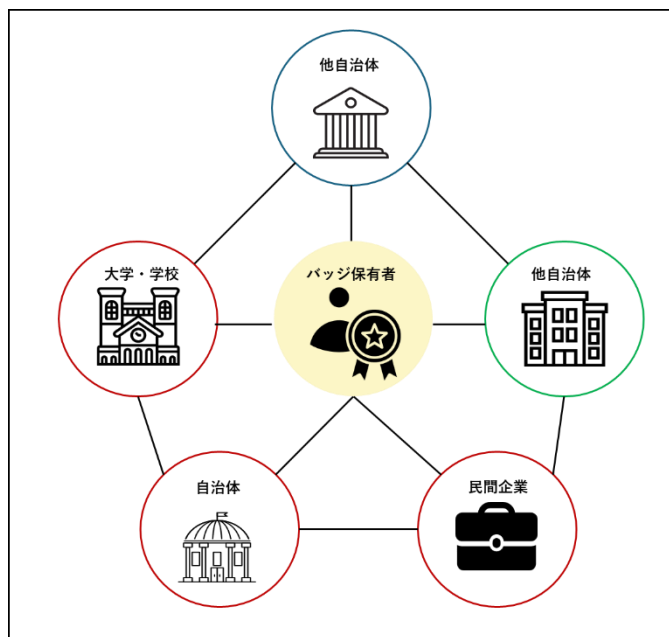 他自治体
大学・学校
バッジ保有者
他自治体
自治体
民間企業